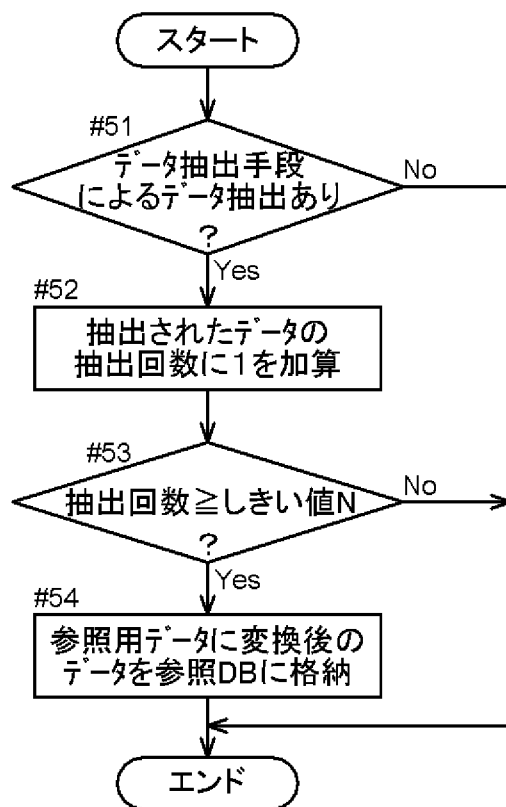 スタート
#51
データ抽出手段
によるデータ抽出あり
?
No
Yes
#52
抽出されたデータの
抽出回数に1を加算
#53
抽出回数≧しきい値N
?
No
Yes
#54
参照用データに変換後の
データを参照DBに格納
エンド